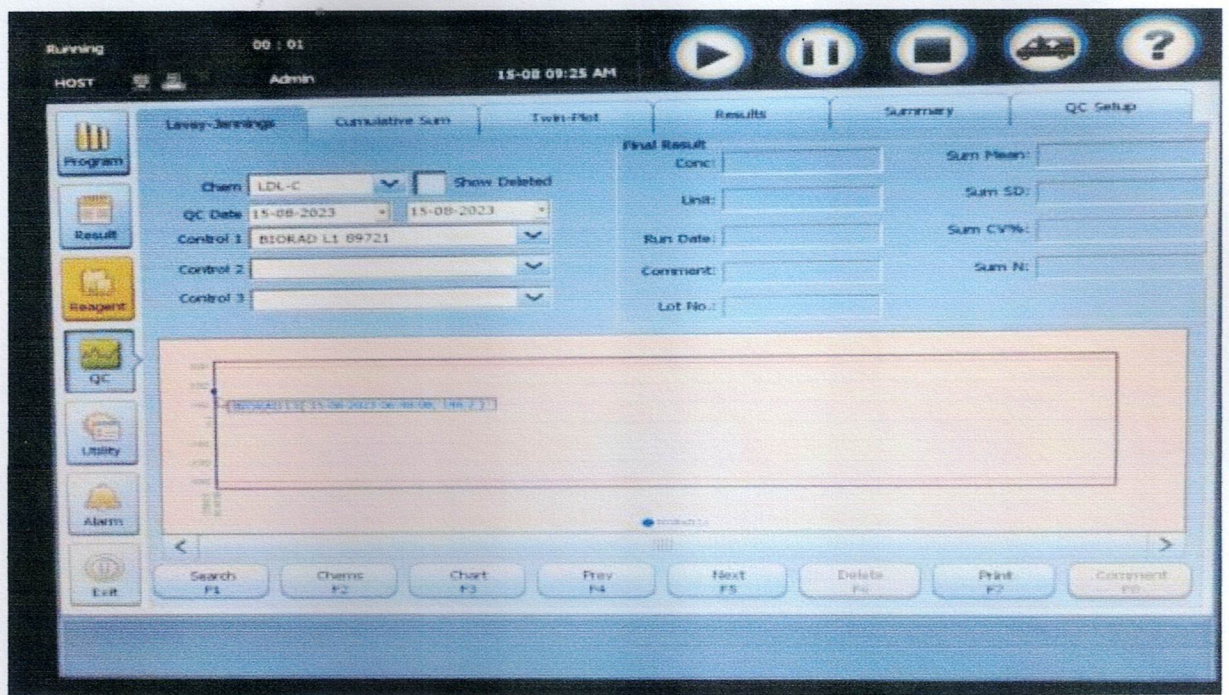 Running
00 : 01
HOST
Admin
15-08 09:25 AM
?
Program
Result
Reagent
QC
Utility
Alarm
Exit
Levey-Jennings
Cumulative Sum
Twin-Plot
Results
Summary
QC Setup
Chem LDL-C
Show Deleted
QC Date 15-08-2023 15-08-2023
Control 1 BIORAD L1 89721
Control 2
Control 3
Final Result
Conc:
Unit:
Run Date:
Comment:
Lot No.:
Sum Mean:
Sum SD:
Sum CV%:
Sum N:
Search F1
Chems F2
Chart F3
Prev F4
Next F5
Delete F6
Print F7
Comment F8